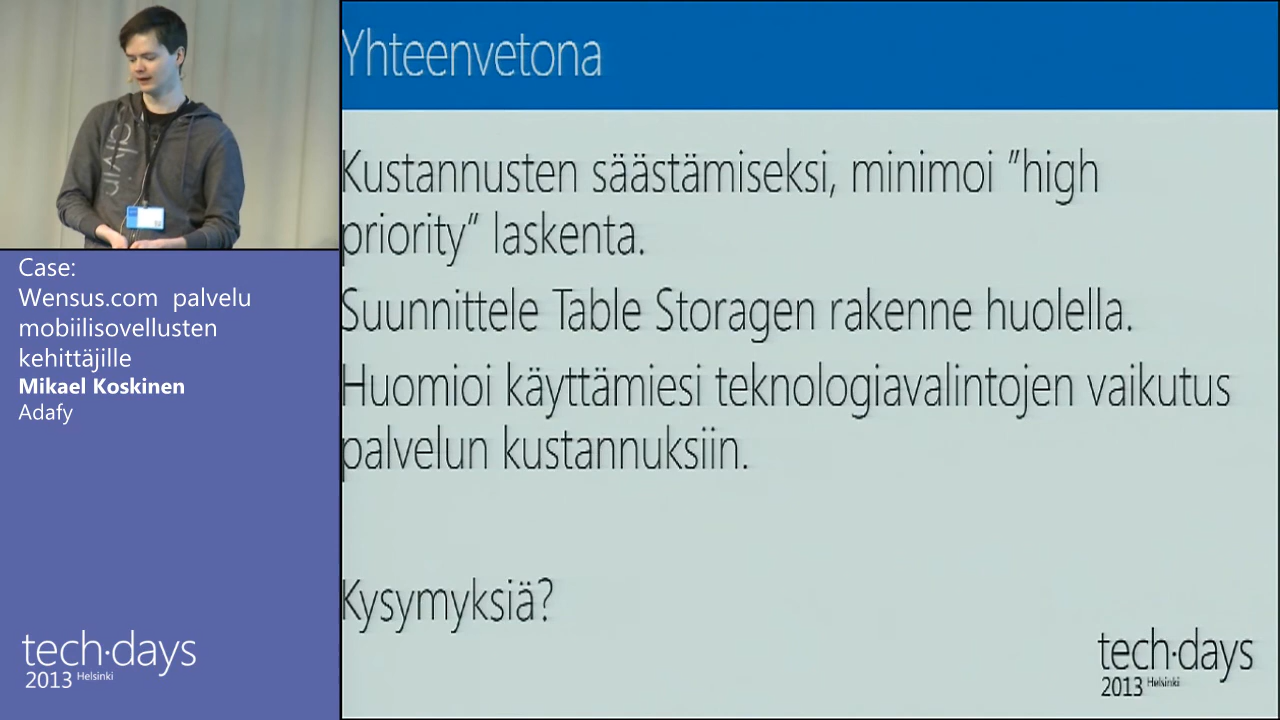 Yhteenvetona
Kustannusten säästämiseksi, minimoi ”high
priority” laskenta.
Suunnittele Table Storagen rakenne huolella.
Huomioi käyttämiesi teknologiavalintojen vaikutus
palvelun kustannuksiin.
Kysymyksiä?
tech·days
2013 Helsinki
Case:
Wensus.com palvelu
mobiilisovellusten
kehittäjille
Mikael Koskinen
Adafy
tech·days
2013 Helsinki